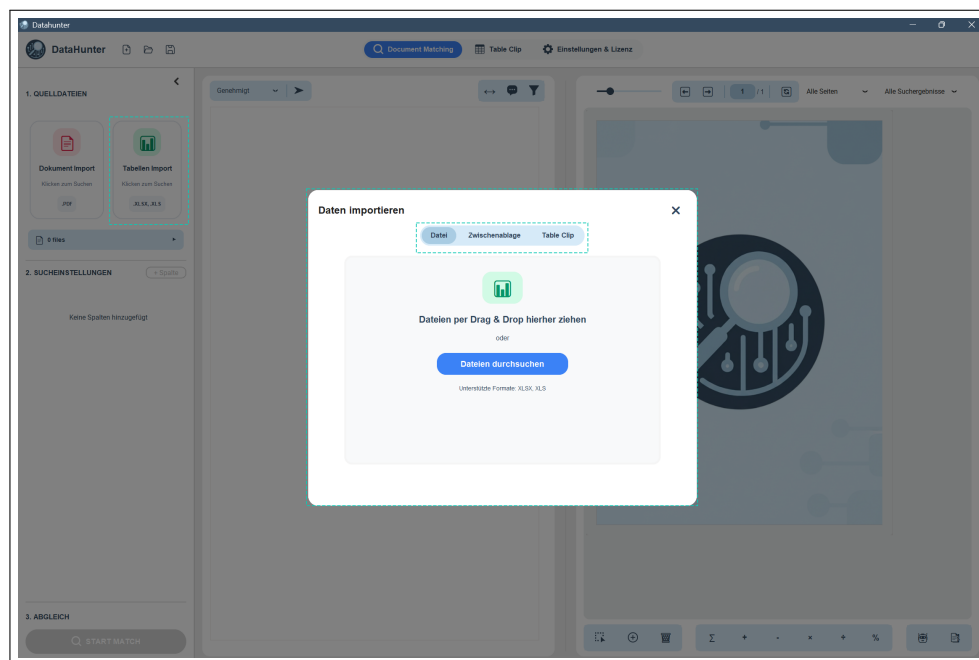 Datahunter
DataHunter
Document Matching
Table Clip
Einstellungen & Lizenz
1. QUELLDATEIEN
Dokument Import
Klicken zum Suchen
.PDF
Tabellen Import
Klicken zum Suchen
.XLSX, .XLS
0 files
2. SUCHEINSTELLUNGEN
+ Spalte
Keine Spalten hinzugefügt
3. ABGLEICH
START MATCH
Genehmigt
1 / 1
Alle Seiten
Alle Suchergebnisse
Daten importieren
Datei
Zwischenablage
Table Clip
Dateien per Drag & Drop hierher ziehen
oder
Dateien durchsuchen
Unterstützte Formate: XLSX, XLS
Σ + - × ÷ %